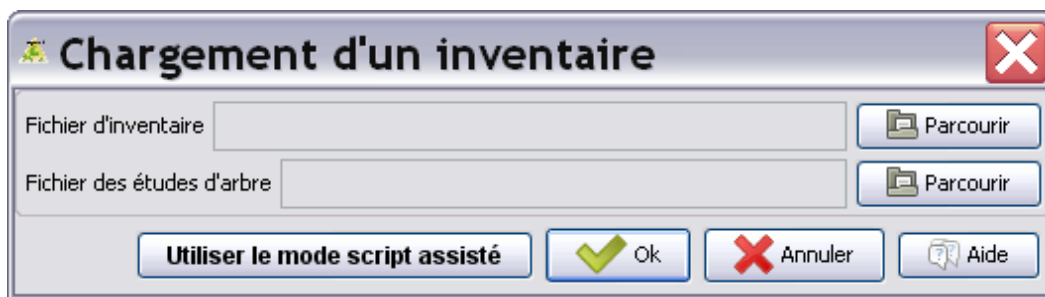 Chargement d'un inventaire
Fichier d'inventaire Parcourir
Fichier des études d'arbre Parcourir
Utiliser le mode script assisté Ok Annuler Aide